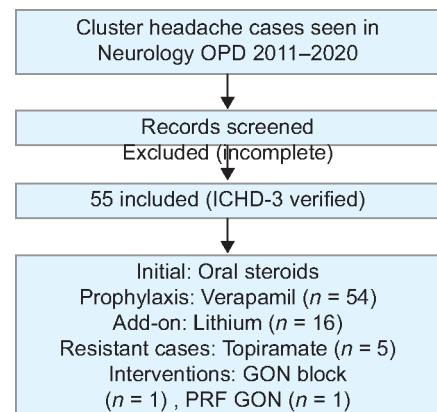 Cluster headache cases seen in
Neurology OPD 2011–2020
Records screened
Excluded (incomplete)
55 included (ICHD-3 verified)
Initial: Oral steroids
Prophylaxis: Verapamil (n = 54)
Add-on: Lithium (n = 16)
Resistant cases: Topiramate (n = 5)
Interventions: GON block
(n = 1) , PRF GON (n = 1)